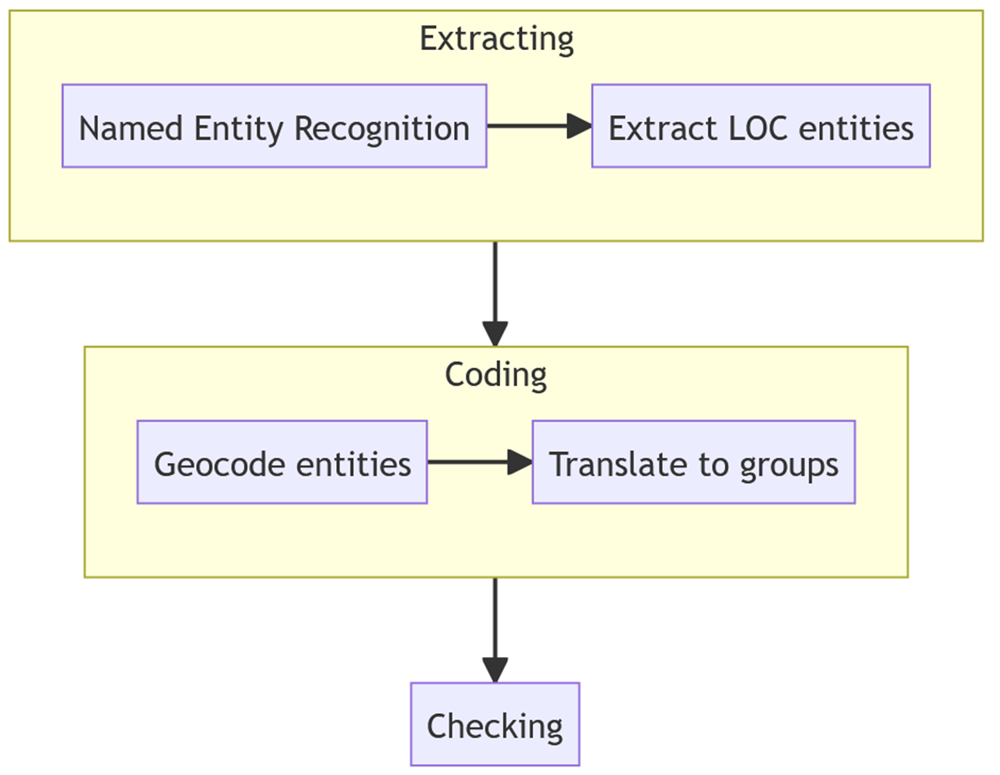 Extracting
Named Entity Recognition
Extract LOC entities
Coding
Geocode entities
Translate to groups
Checking